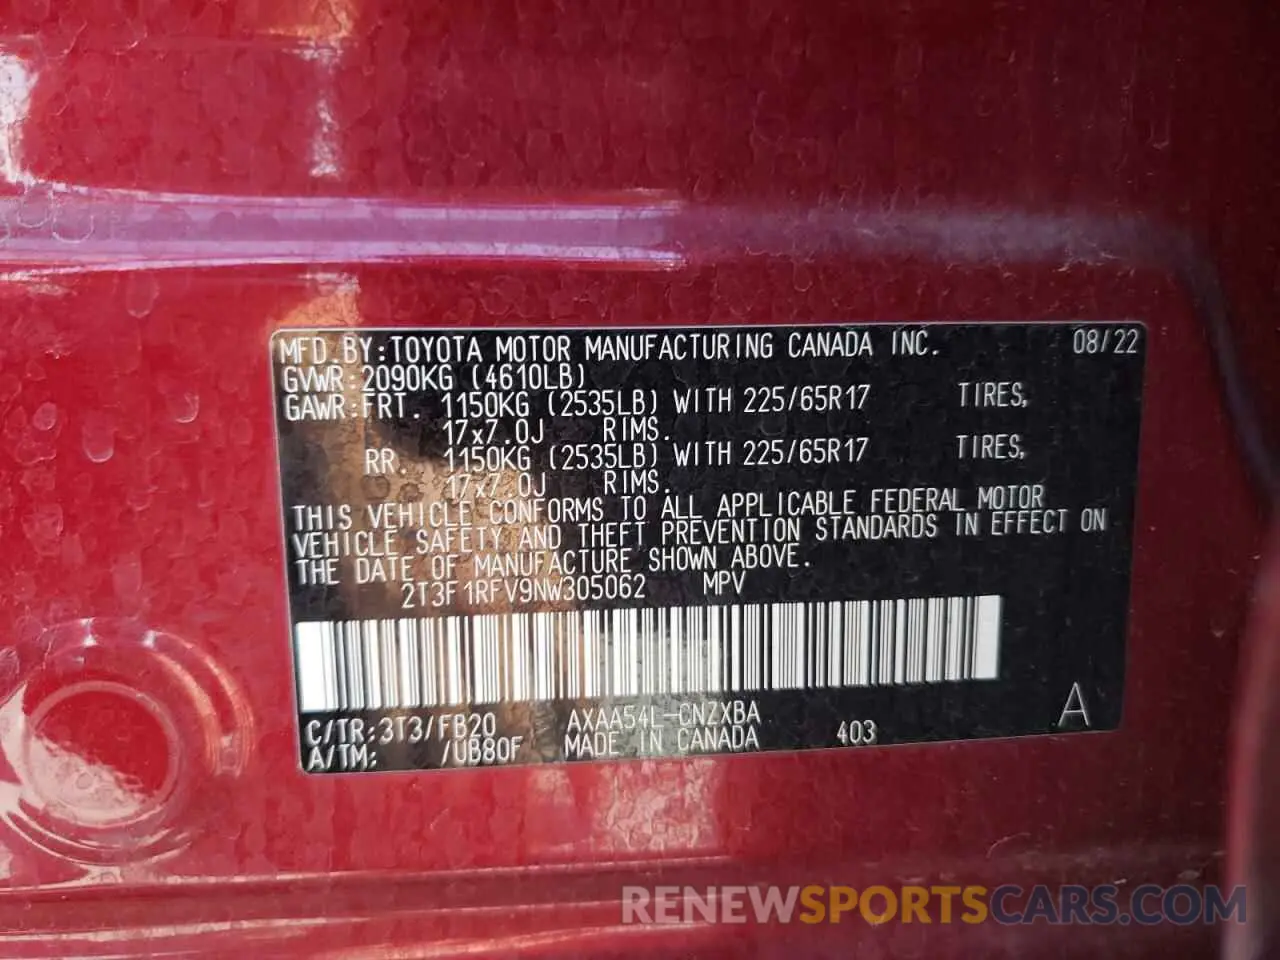 MFD.BY:TOYOTA MOTOR MANUFACTURING CANADA INC. 08/22
GVWR:2090KG (4610LB)
GAWR:FRT. 1150KG (2535LB) WITH 225/65R17 TIRES,
17x7.0J RIMS.
RR. 1150KG (2535LB) WITH 225/65R17 TIRES,
17x7.0J RIMS.
THIS VEHICLE CONFORMS TO ALL APPLICABLE FEDERAL MOTOR
VEHICLE SAFETY AND THEFT PREVENTION STANDARDS IN EFFECT ON
THE DATE OF MANUFACTURE SHOWN ABOVE.
2T3F1RFV9NW305062 MPV
C/TR:3T3/FB20 AXAA54L-CNZXBA
A/TM: /UB80F MADE IN CANADA 403 A
RENEWSPORTSCARS.COM